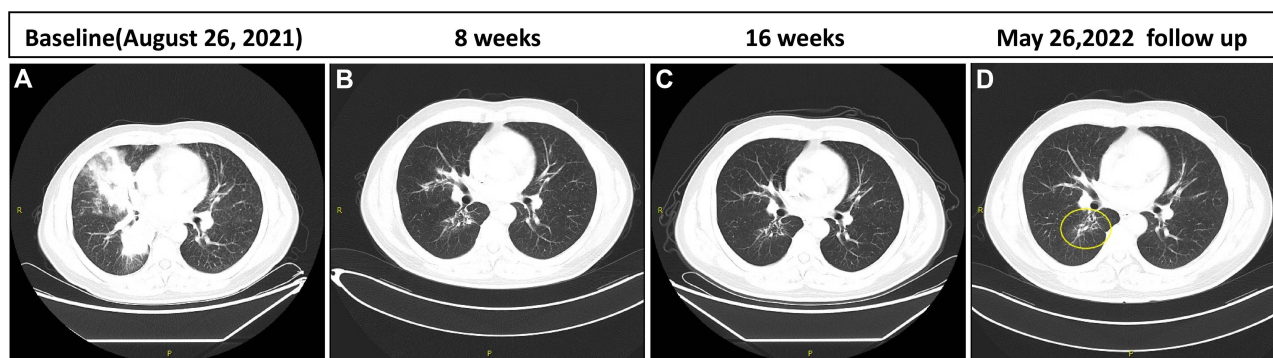 Baseline(August 26, 2021)
8 weeks
16 weeks
May 26,2022 follow up
A
B
C
D
R
R
R
R
P
P
P
P